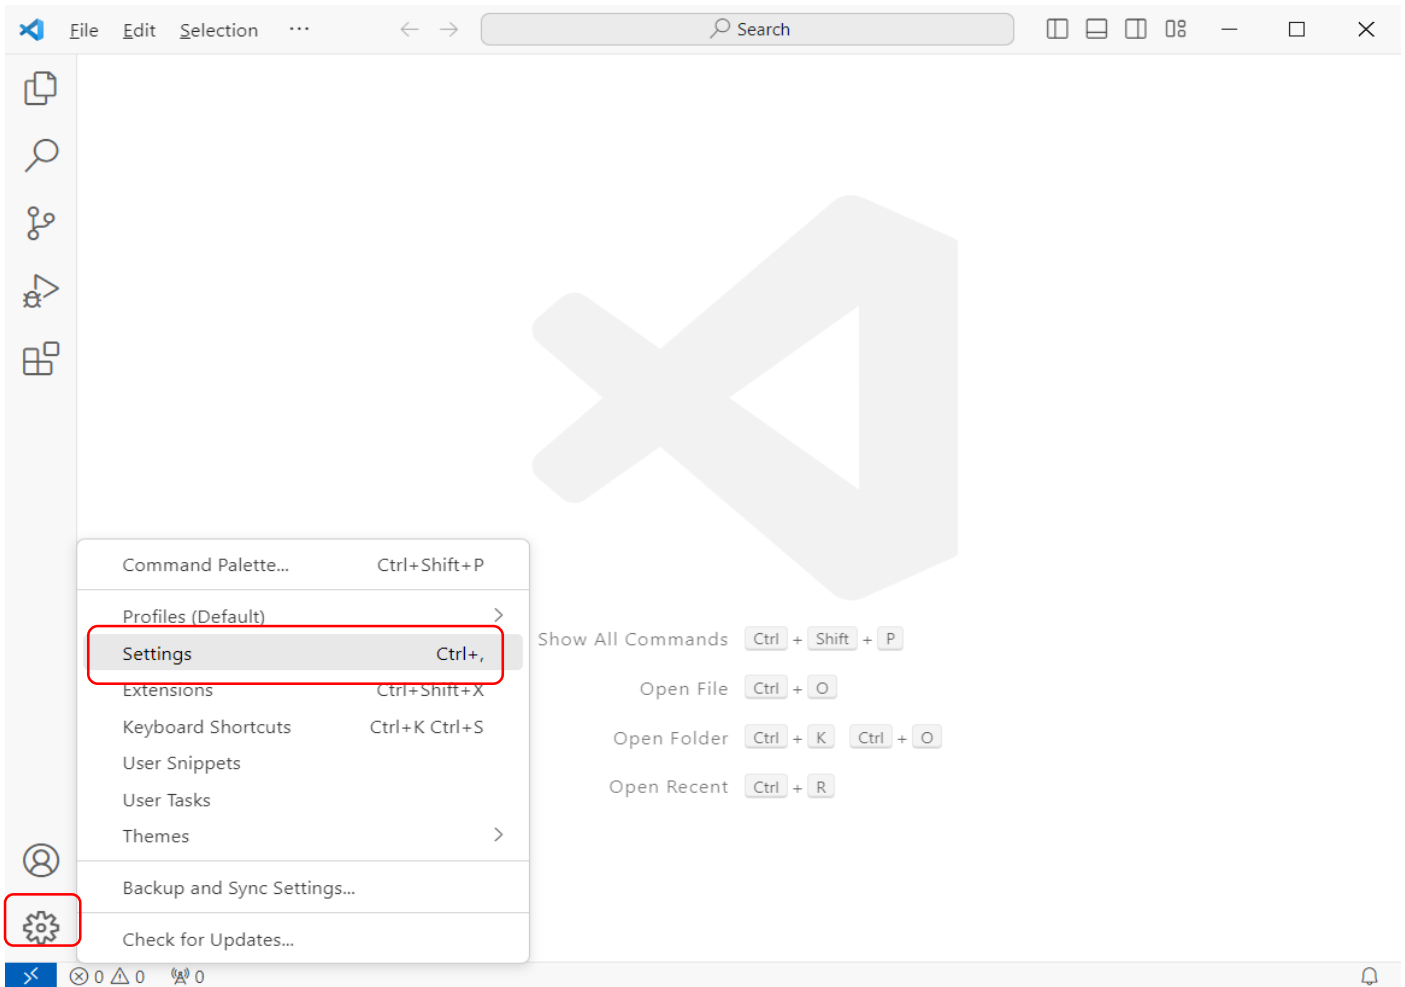 File Edit Selection ··· Search
Command Palette... Ctrl+Shift+P
Profiles (Default)
Settings Ctrl+,
Extensions Ctrl+Shift+X
Keyboard Shortcuts Ctrl+K Ctrl+S
User Snippets
User Tasks
Themes
Backup and Sync Settings...
Check for Updates...
Show All Commands Ctrl + Shift + P
Open File Ctrl + O
Open Folder Ctrl + K Ctrl + O
Open Recent Ctrl + R
0 0 0